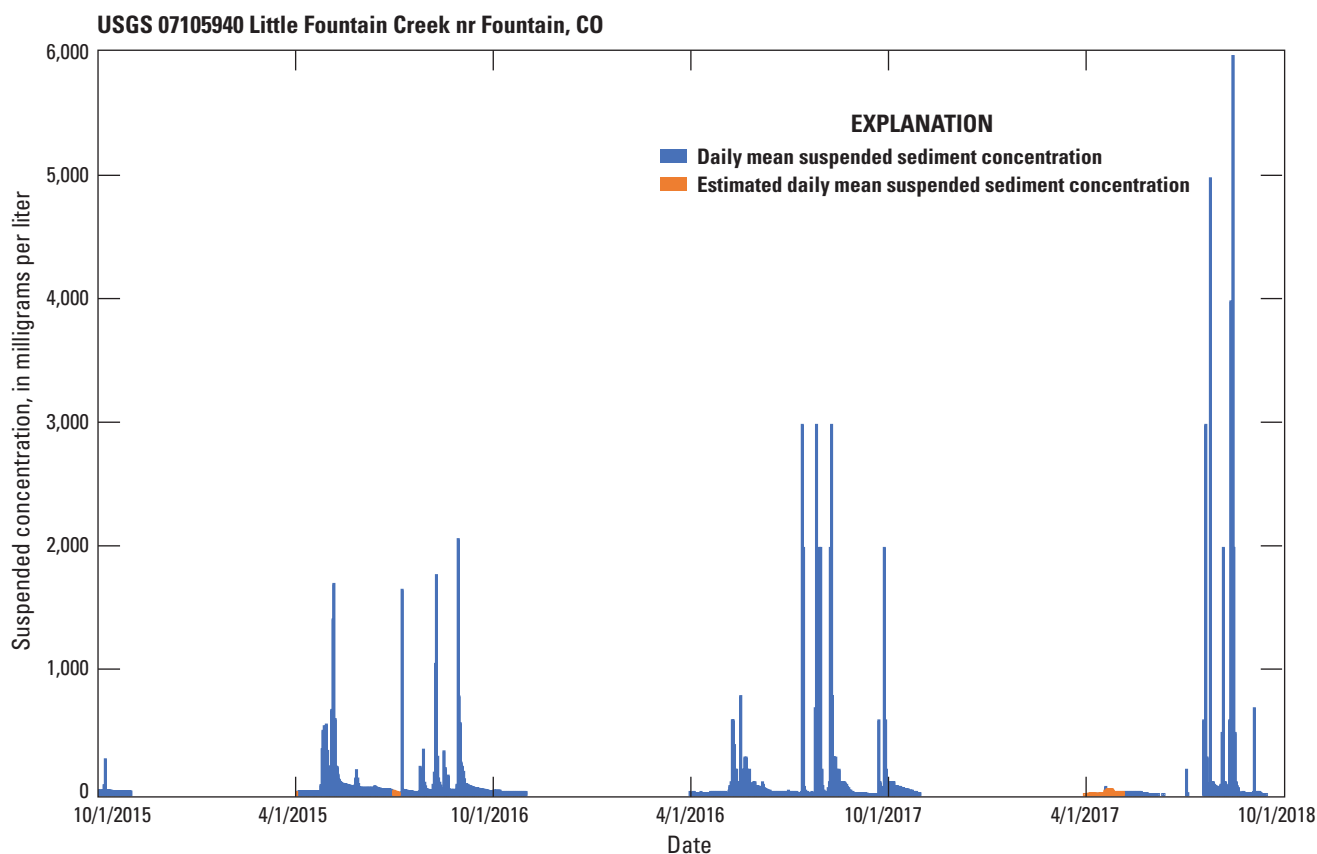 USGS 07105940 Little Fountain Creek nr Fountain, CO
6,000
5,000
4,000
3,000
2,000
1,000
0
Suspended concentration, in milligrams per liter
EXPLANATION
Daily mean suspended sediment concentration
Estimated daily mean suspended sediment concentration
10/1/2015
4/1/2015
10/1/2016
4/1/2016
10/1/2017
4/1/2017
10/1/2018
Date